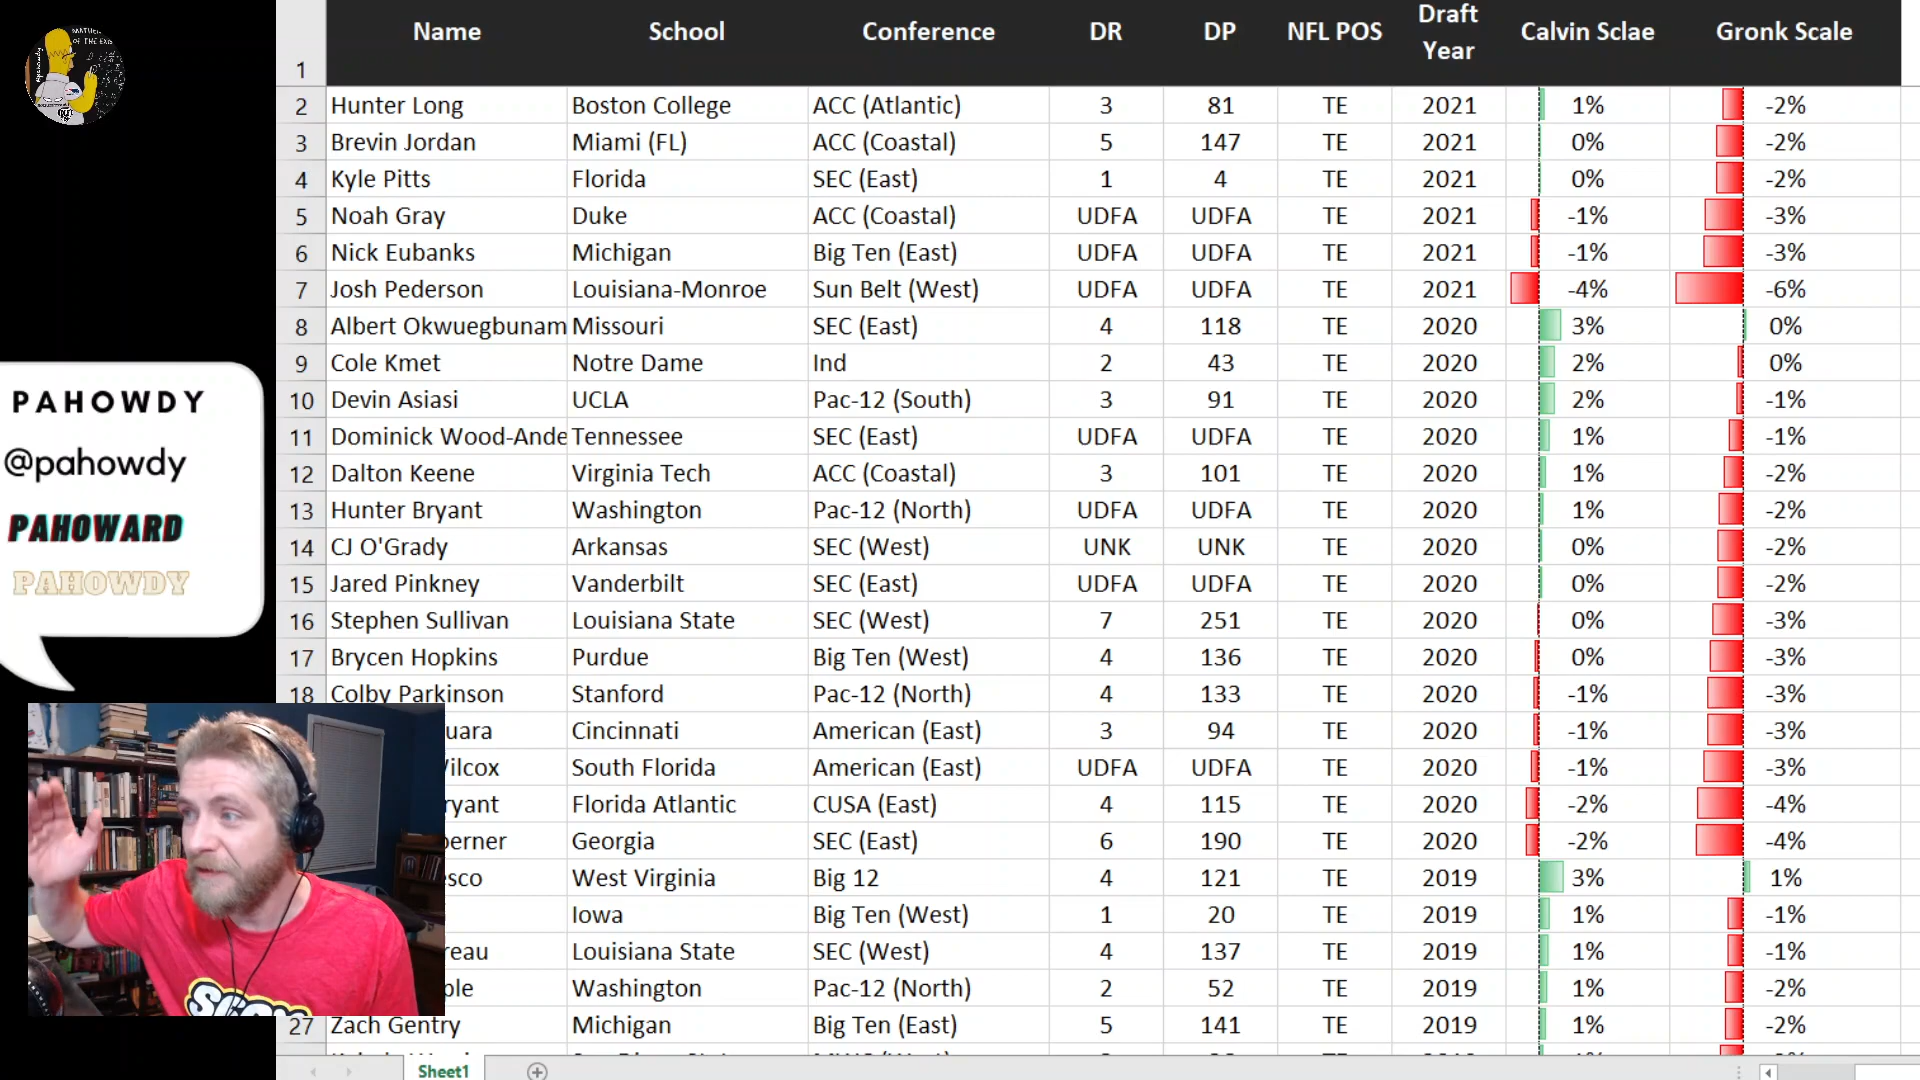 Name School Conference DR DP NFL POS Draft Year Calvin Sclae Gronk Scale
1
2 Hunter Long Boston College ACC (Atlantic) 3 81 TE 2021 1% -2%
3 Brevin Jordan Miami (FL) ACC (Coastal) 5 147 TE 2021 0% -2%
4 Kyle Pitts Florida SEC (East) 1 4 TE 2021 0% -2%
5 Noah Gray Duke ACC (Coastal) UDFA UDFA TE 2021 -1% -3%
6 Nick Eubanks Michigan Big Ten (East) UDFA UDFA TE 2021 -1% -3%
7 Josh Pederson Louisiana-Monroe Sun Belt (West) UDFA UDFA TE 2021 -4% -6%
8 Albert Okwuegbunam Missouri SEC (East) 4 118 TE 2020 3% 0%
9 Cole Kmet Notre Dame Ind 2 43 TE 2020 2% 0%
10 Devin Asiasi UCLA Pac-12 (South) 3 91 TE 2020 2% -1%
11 Dominick Wood-Ande Tennessee SEC (East) UDFA UDFA TE 2020 1% -1%
12 Dalton Keene Virginia Tech ACC (Coastal) 3 101 TE 2020 1% -2%
13 Hunter Bryant Washington Pac-12 (North) UDFA UDFA TE 2020 1% -2%
14 CJ O'Grady Arkansas SEC (West) UNK UNK TE 2020 0% -2%
15 Jared Pinkney Vanderbilt SEC (East) UDFA UDFA TE 2020 0% -2%
16 Stephen Sullivan Louisiana State SEC (West) 7 251 TE 2020 0% -3%
17 Brycen Hopkins Purdue Big Ten (West) 4 136 TE 2020 0% -3%
18 Colby Parkinson Stanford Pac-12 (North) 4 133 TE 2020 -1% -3%
uara Cincinnati American (East) 3 94 TE 2020 -1% -3%
ilcox South Florida American (East) UDFA UDFA TE 2020 -1% -3%
ryant Florida Atlantic CUSA (East) 4 115 TE 2020 -2% -4%
erner Georgia SEC (East) 6 190 TE 2020 -2% -4%
esco West Virginia Big 12 4 121 TE 2019 3% 1%
Iowa Big Ten (West) 1 20 TE 2019 1% -1%
reau Louisiana State SEC (West) 4 137 TE 2019 1% -1%
ple Washington Pac-12 (North) 2 52 TE 2019 1% -2%
27 Zach Gentry Michigan Big Ten (East) 5 141 TE 2019 1% -2%
Sheet1
PAHOWDY
@pahowdy
PAHOWARD
PAHOWDY